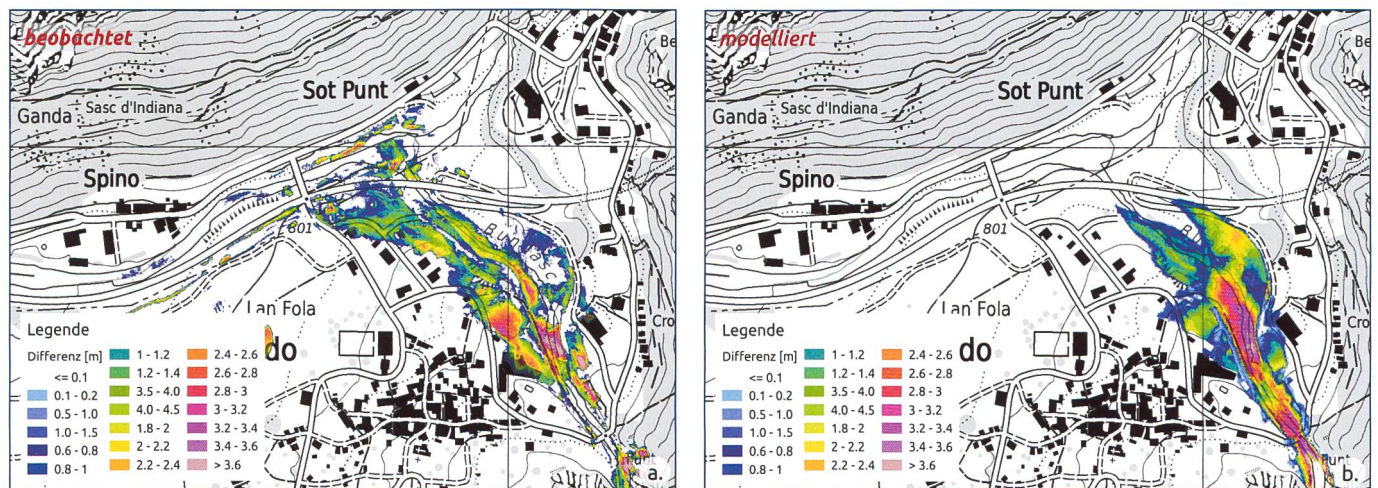 beobachtet
Be
Sot Punt
Ganda
Sasc d'Indiana
Spino
801
Bondasc
Lan Fola
do
Cro
Punt
Legende
Differenz [m]
<= 0.1
0.1 - 0.2
0.5 - 1.0
1.0 - 1.5
0.6 - 0.8
0.8 - 1
1 - 1.2
1.2 - 1.4
3.5 - 4.0
4.0 - 4.5
1.8 - 2
2 - 2.2
2.2 - 2.4
2.4 - 2.6
2.6 - 2.8
2.8 - 3
3 - 3.2
3.2 - 3.4
3.4 - 3.6
> 3.6
a.
modelliert
Be
Sot Punt
Ganda
Sasc d'Indiana
Spino
801
Lan Fola
do
Cro
Punt
Legende
Differenz [m]
<= 0.1
0.1 - 0.2
0.5 - 1.0
1.0 - 1.5
0.6 - 0.8
0.8 - 1
1 - 1.2
1.2 - 1.4
3.5 - 4.0
4.0 - 4.5
1.8 - 2
2 - 2.2
2.2 - 2.4
2.4 - 2.6
2.6 - 2.8
2.8 - 3
3 - 3.2
3.2 - 3.4
3.4 - 3.6
> 3.6
b.